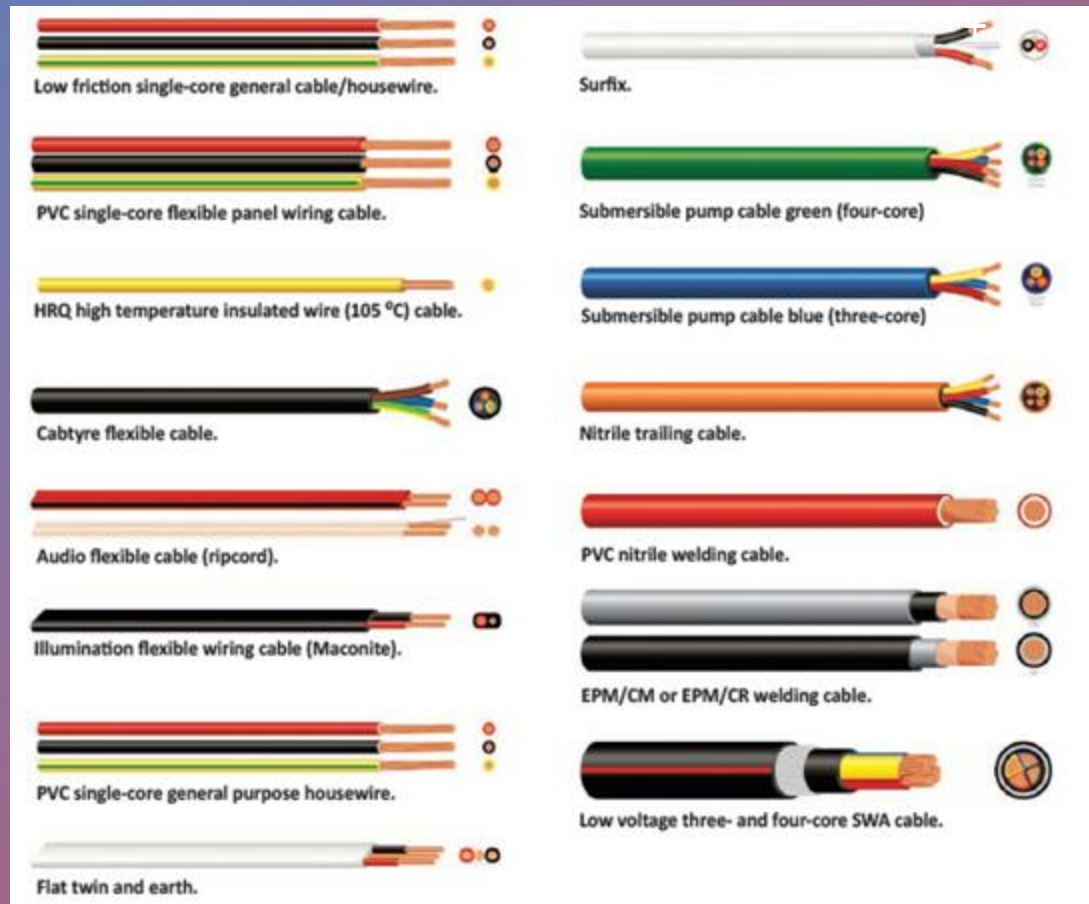 Low friction single-core general cable/housewire.
PVC single-core flexible panel wiring cable.
HRQ high temperature insulated wire (105 °C) cable.
Cabtyre flexible cable.
Audio flexible cable (ripcord).
Illumination flexible wiring cable (Maconite).
PVC single-core general purpose housewire.
Flat twin and earth.
Surfix.
Submersible pump cable green (four-core)
Submersible pump cable blue (three-core)
Nitrile trailing cable.
PVC nitrile welding cable.
EPM/CM or EPM/CR welding cable.
Low voltage three- and four-core SWA cable.